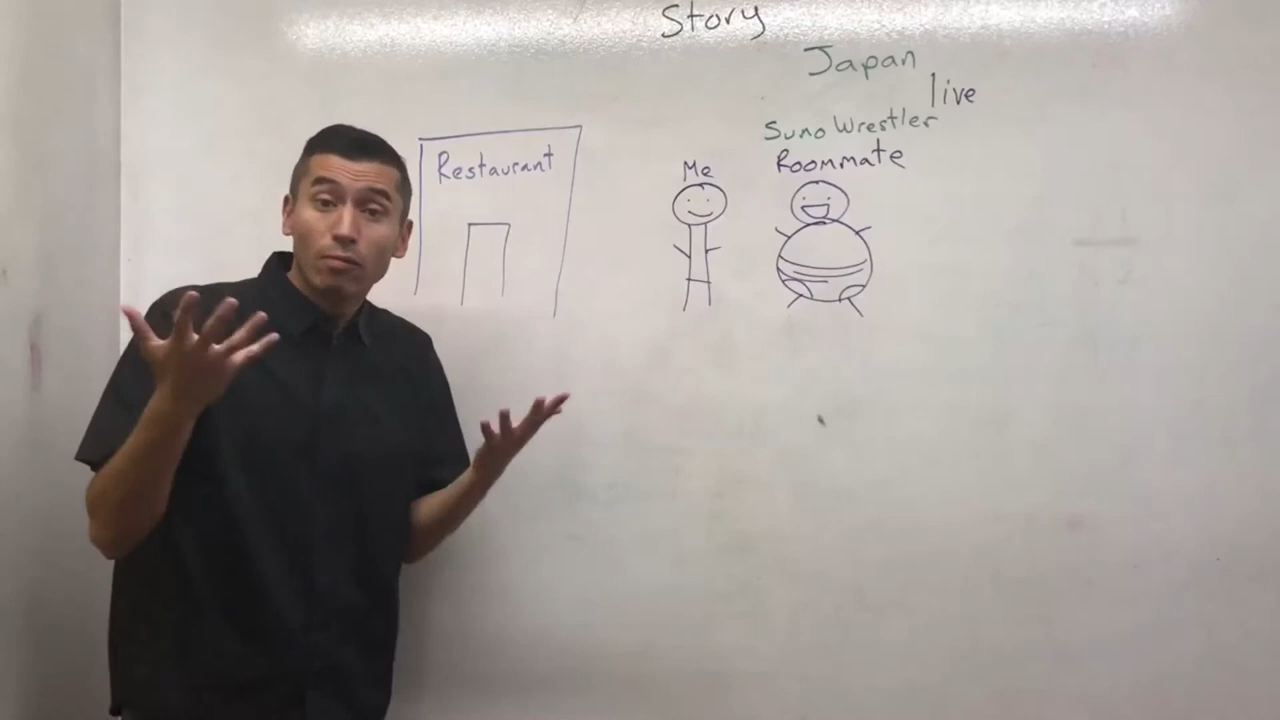 Story
Japan
live
Suno Wrestler
Roommate
Me
Restaurant